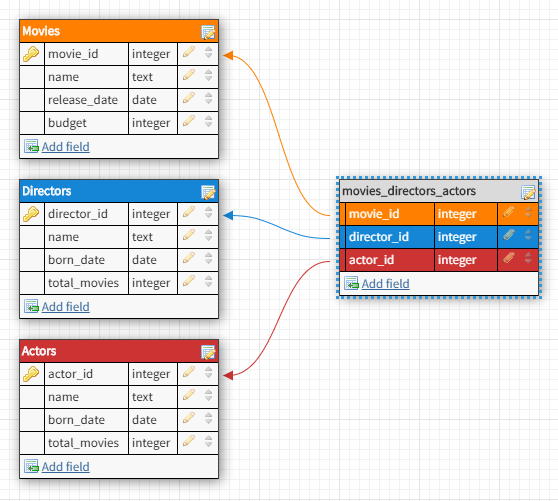 Movies
movie_id integer
name text
release_date date
budget integer
Add field
Directors
director_id integer
name text
born_date date
total_movies integer
Add field
Actors
actor_id integer
name text
born_date date
total_movies integer
Add field
movies_directors_actors
movie_id integer
director_id integer
actor_id integer
Add field